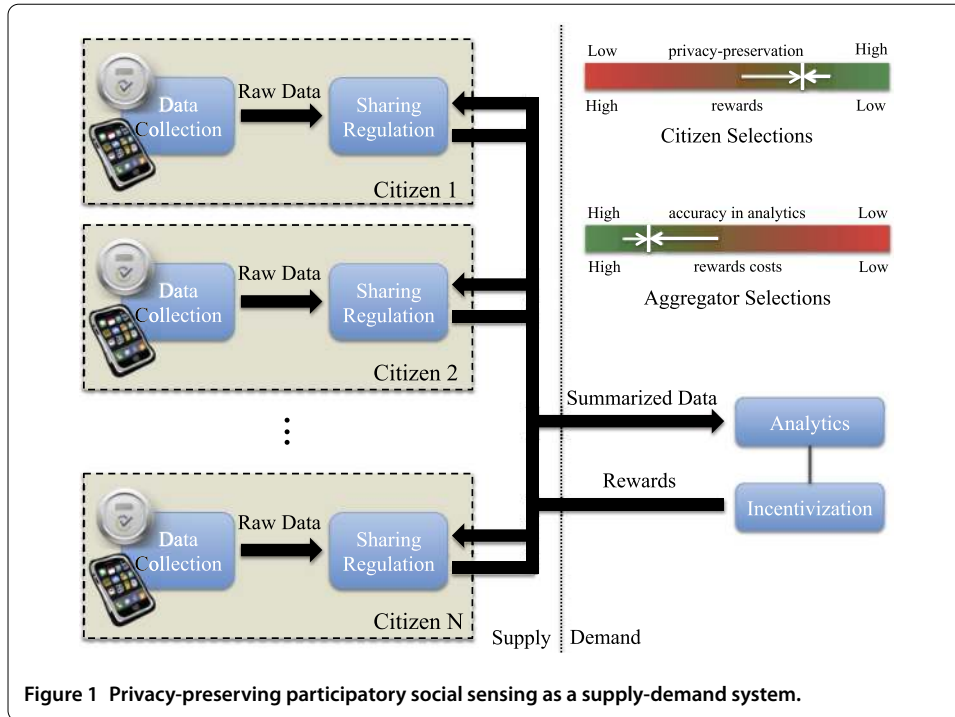 Data
Collection
Raw Data
Sharing
Regulation
Citizen 1
Data
Collection
Raw Data
Sharing
Regulation
Citizen 2
⋮
Data
Collection
Raw Data
Sharing
Regulation
Citizen N
Supply
Demand
Low privacy-preservation High
High rewards Low
Citizen Selections
High accuracy in analytics Low
High rewards costs Low
Aggregator Selections
Summarized Data
Analytics
Rewards
Incentivization
Figure 1 Privacy-preserving participatory social sensing as a supply-demand system.